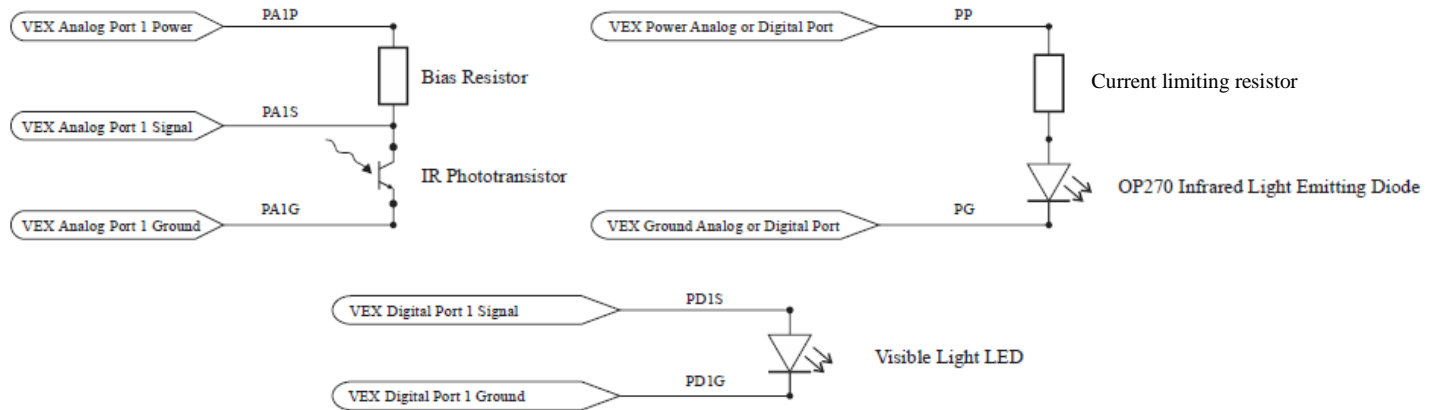 VEX Analog Port 1 Power
PA1P
Bias Resistor
VEX Analog Port 1 Signal
PA1S
IR Phototransistor
VEX Analog Port 1 Ground
PA1G
VEX Power Analog or Digital Port
PP
Current limiting resistor
OP270 Infrared Light Emitting Diode
VEX Ground Analog or Digital Port
PG
VEX Digital Port 1 Signal
PD1S
Visible Light LED
VEX Digital Port 1 Ground
PD1G